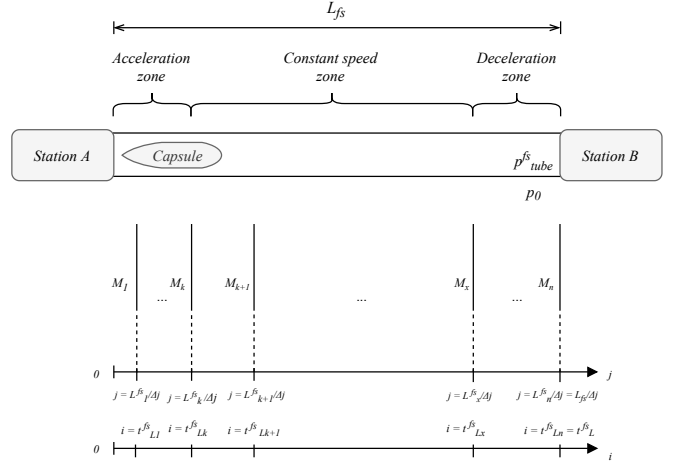 L_fs
Acceleration zone
Constant speed zone
Deceleration zone
Station A
Capsule
p^fs_tube
Station B
p_0
M_1 ... M_k M_k+1 ... M_x ... M_n
0 j
j = L^fs_1/Δj j = L^fs_k/Δj j = L^fs_k+1/Δj j = L^fs_x/Δj j = L^fs_n/Δj = L_fs/Δj
i = t^fs_L1 i = t^fs_Lk i = t^fs_Lk+1 i = t^fs_Lx i = t^fs_Ln = t^fs_L
0 i